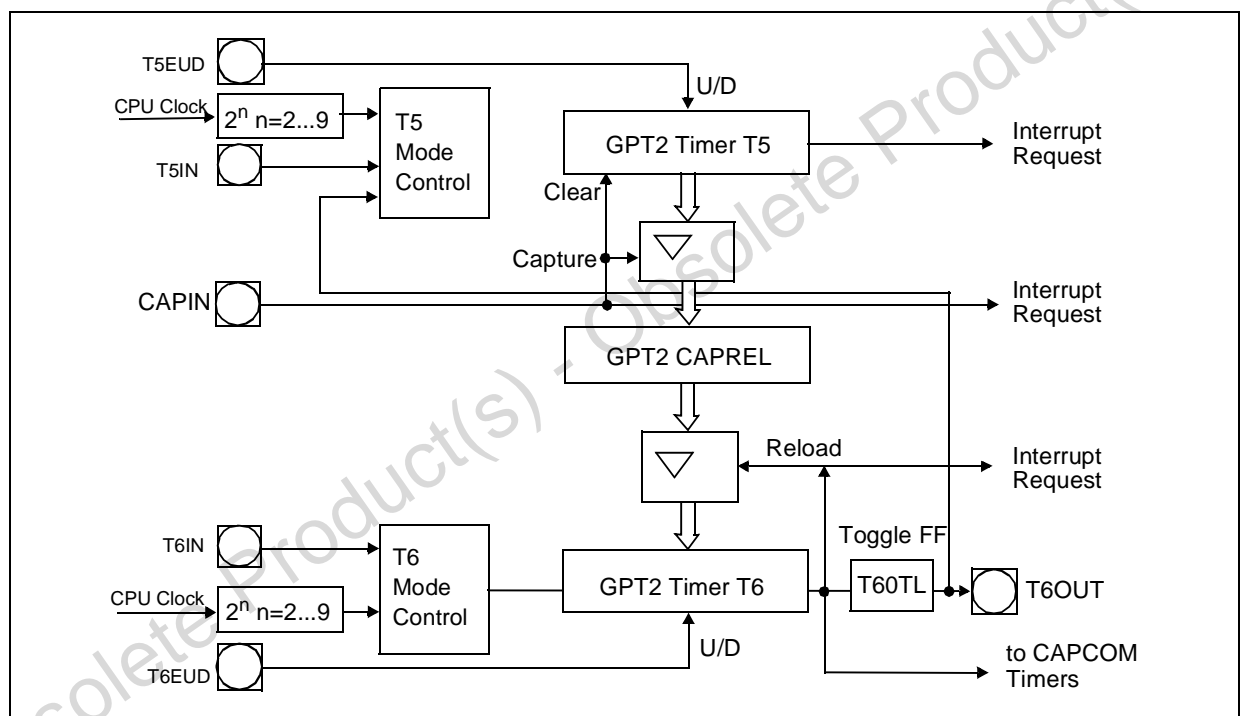 T5EUD
U/D
CPU Clock
2ⁿ n=2...9
T5
Mode
Control
GPT2 Timer T5
Interrupt
Request
T5IN
Clear
Capture
CAPIN
Interrupt
Request
GPT2 CAPREL
Reload
Interrupt
Request
T6IN
T6
Mode
Control
Toggle FF
GPT2 Timer T6
T60TL
T6OUT
CPU Clock
2ⁿ n=2...9
U/D
T6EUD
to CAPCOM
Timers
solete Product(s) - Obsolete Product(